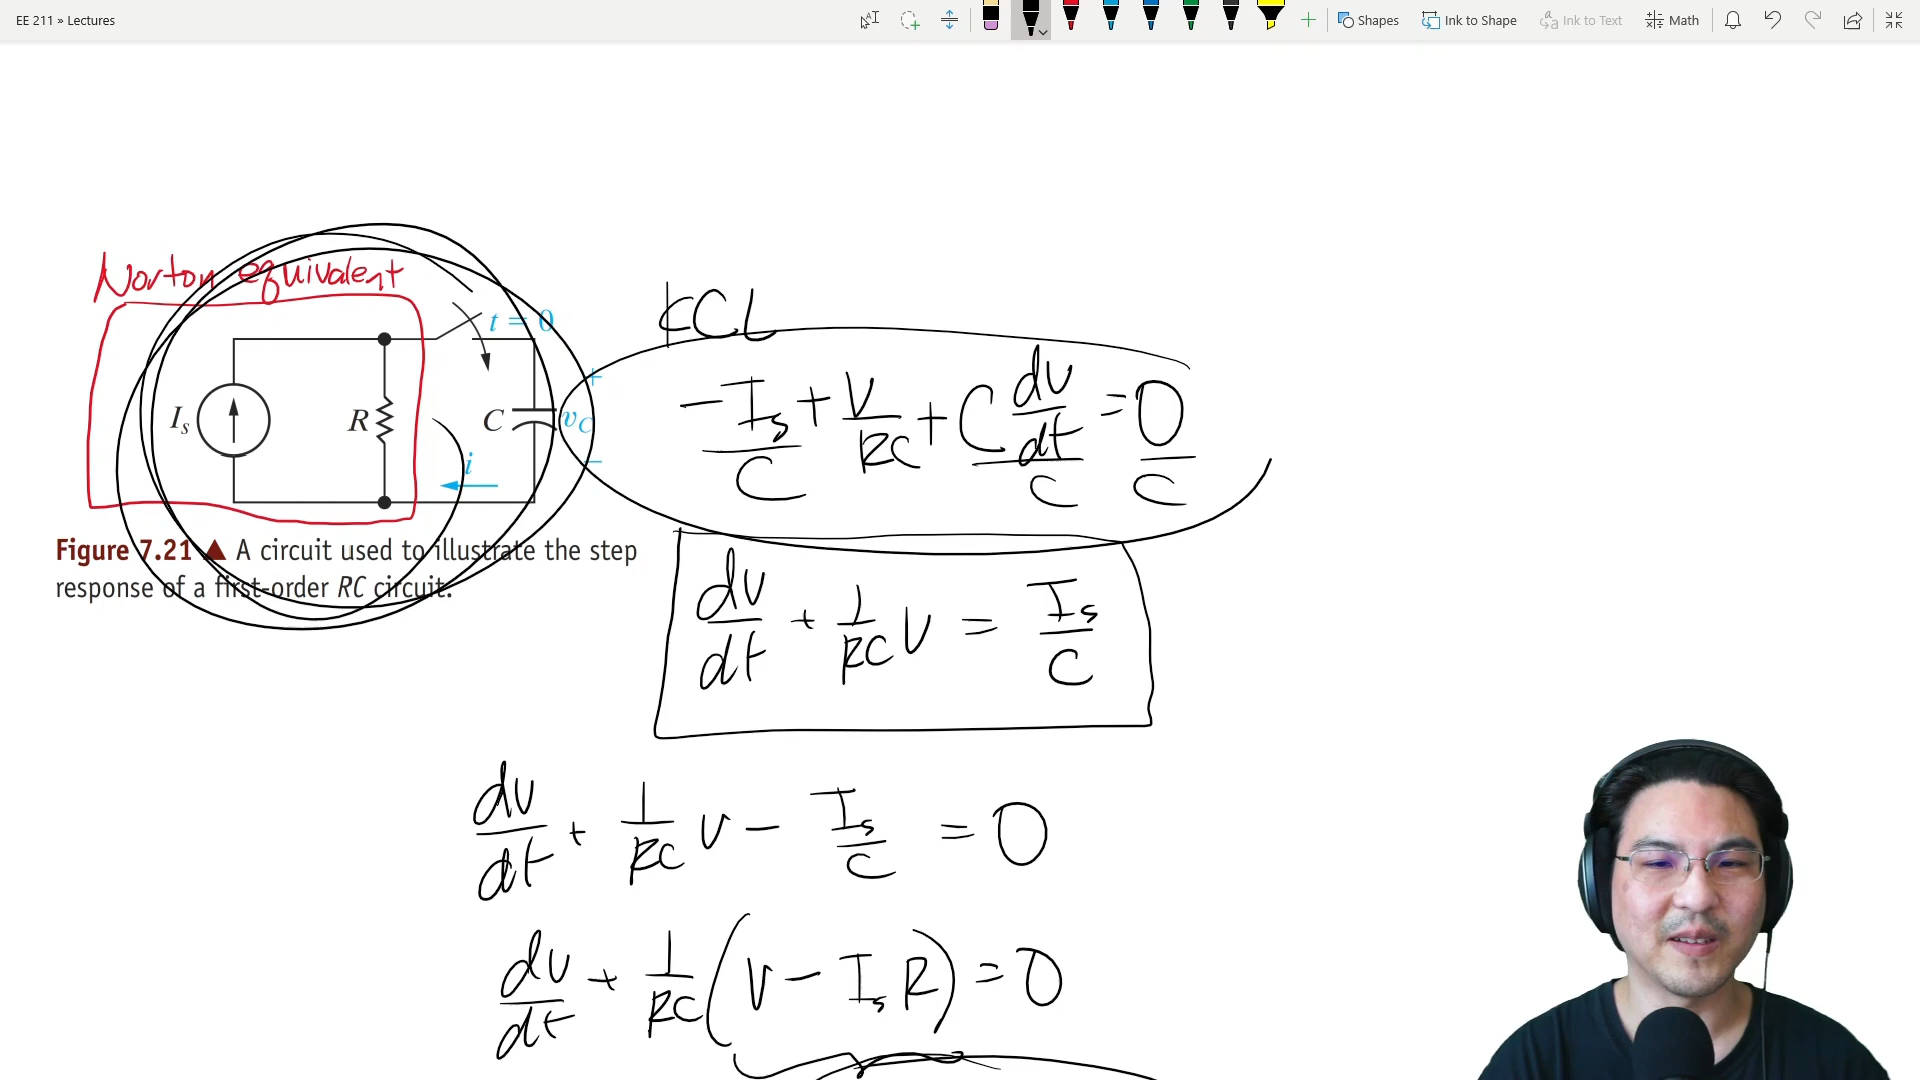 EE 211 » Lectures
Shapes
Ink to Shape
Ink to Text
Math
Norton equivalent
t = 0
I_s
R
C
+
v_C
−
i
Figure 7.21 ▲ A circuit used to illustrate the step
response of a first-order RC circuit.
KCL
-I_s/C + V/RC + C dv/dt/C = 0/C
dv/dt + 1/RC V = I_s/C
dv/dt + 1/RC V - I_s/C = 0
dv/dt + 1/RC (V - I_s R) = 0